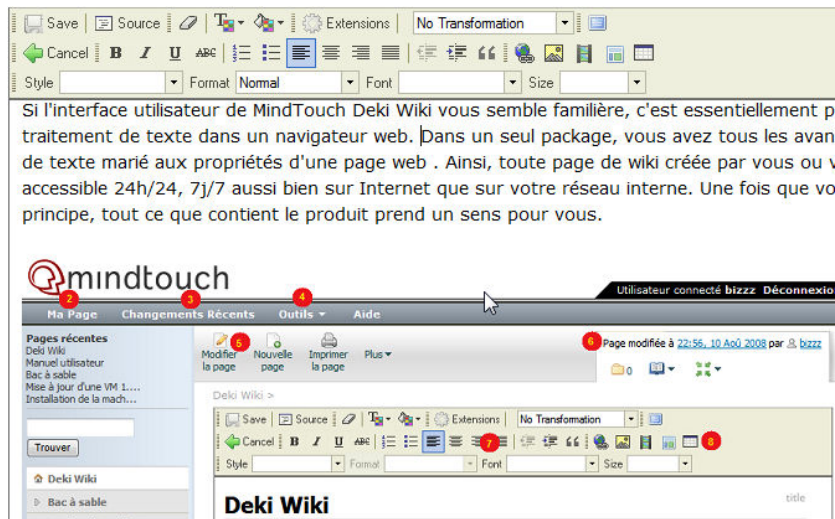 Save Source Extensions No Transformation
Cancel B I U ABC
Style Format Normal Font Size
Si l'interface utilisateur de MindTouch Deki Wiki vous semble familière, c'est essentiellement p
traitement de texte dans un navigateur web. Dans un seul package, vous avez tous les avan
de texte marié aux propriétés d'une page web . Ainsi, toute page de wiki créée par vous ou v
accessible 24h/24, 7j/7 aussi bien sur Internet que sur votre réseau interne. Une fois que vo
principe, tout ce que contient le produit prend un sens pour vous.
mindtouch
Utilisateur connecté bizzz Déconnexio
2 3 4
Ma Page Changements Récents Outils Aide
Pages récentes
Deki Wiki
Manuel utilisateur
Bac à sable
Mise à jour d'une VM 1....
Installation de la mach...
Trouver
Deki Wiki
Bac à sable
5
Modifier la page
Nouvelle page
Imprimer la page
Plus
6 Page modifiée à 22:56, 10 Aoû 2008 par bizzz
0
Deki Wiki >
Save Source Extensions No Transformation
Cancel B I U ABC 7 8
Style Format Font Size
Deki Wiki
title